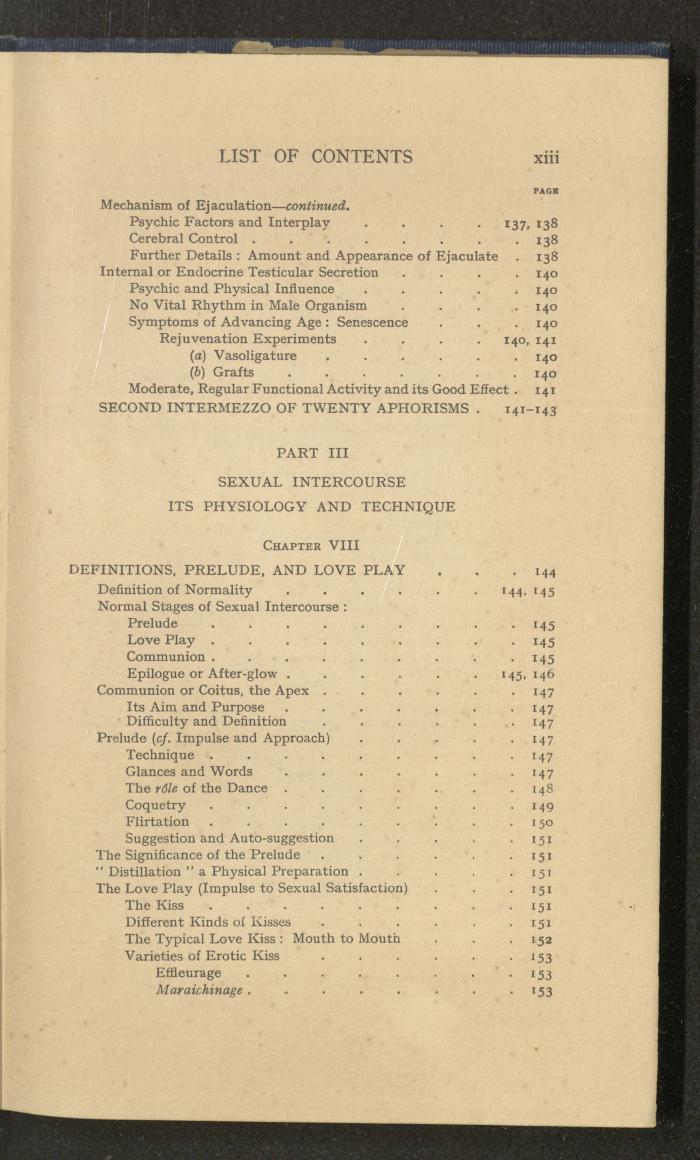 LIST OF CONTENTS xiii
PAGE
Mechanism of Ejaculation—continued.
Psychic Factors and Interplay . . . . 137, 138
Cerebral Control . . . . . . . . 138
Further Details : Amount and Appearance of Ejaculate . 138
Internal or Endocrine Testicular Secretion . . . . 140
Psychic and Physical Influence . . . . . 140
No Vital Rhythm in Male Organism . . . . 140
Symptoms of Advancing Age : Senescence . . . 140
Rejuvenation Experiments . . . . 140, 141
(a) Vasoligature . . . . . . 140
(b) Grafts . . . . . . . 140
Moderate, Regular Functional Activity and its Good Effect . 141
SECOND INTERMEZZO OF TWENTY APHORISMS . 141–143
PART III
SEXUAL INTERCOURSE
ITS PHYSIOLOGY AND TECHNIQUE
CHAPTER VIII
DEFINITIONS, PRELUDE, AND LOVE PLAY . . . 144
Definition of Normality . . . . . . 144, 145
Normal Stages of Sexual Intercourse :
Prelude . . . . . . . . . 145
Love Play . . . . . . . . . 145
Communion . . . . . . . . . 145
Epilogue or After-glow . . . . . . 145, 146
Communion or Coitus, the Apex . . . . . . 147
Its Aim and Purpose . . . . . . . 147
Difficulty and Definition . . . . . . 147
Prelude (cf. Impulse and Approach) . . . . . 147
Technique . . . . . . . . . 147
Glances and Words . . . . . . . 147
The rôle of the Dance . . . . . . . 148
Coquetry . . . . . . . . . 149
Flirtation . . . . . . . . . 150
Suggestion and Auto-suggestion . . . . . 151
The Significance of the Prelude . . . . . . 151
“ Distillation ” a Physical Preparation . . . . . 151
The Love Play (Impulse to Sexual Satisfaction) . . . 151
The Kiss . . . . . . . . . 151
Different Kinds of Kisses . . . . . . 151
The Typical Love Kiss : Mouth to Mouth . . . 152
Varieties of Erotic Kiss . . . . . . 153
Effleurage . . . . . . . . 153
Maraichinage . . . . . . . . 153